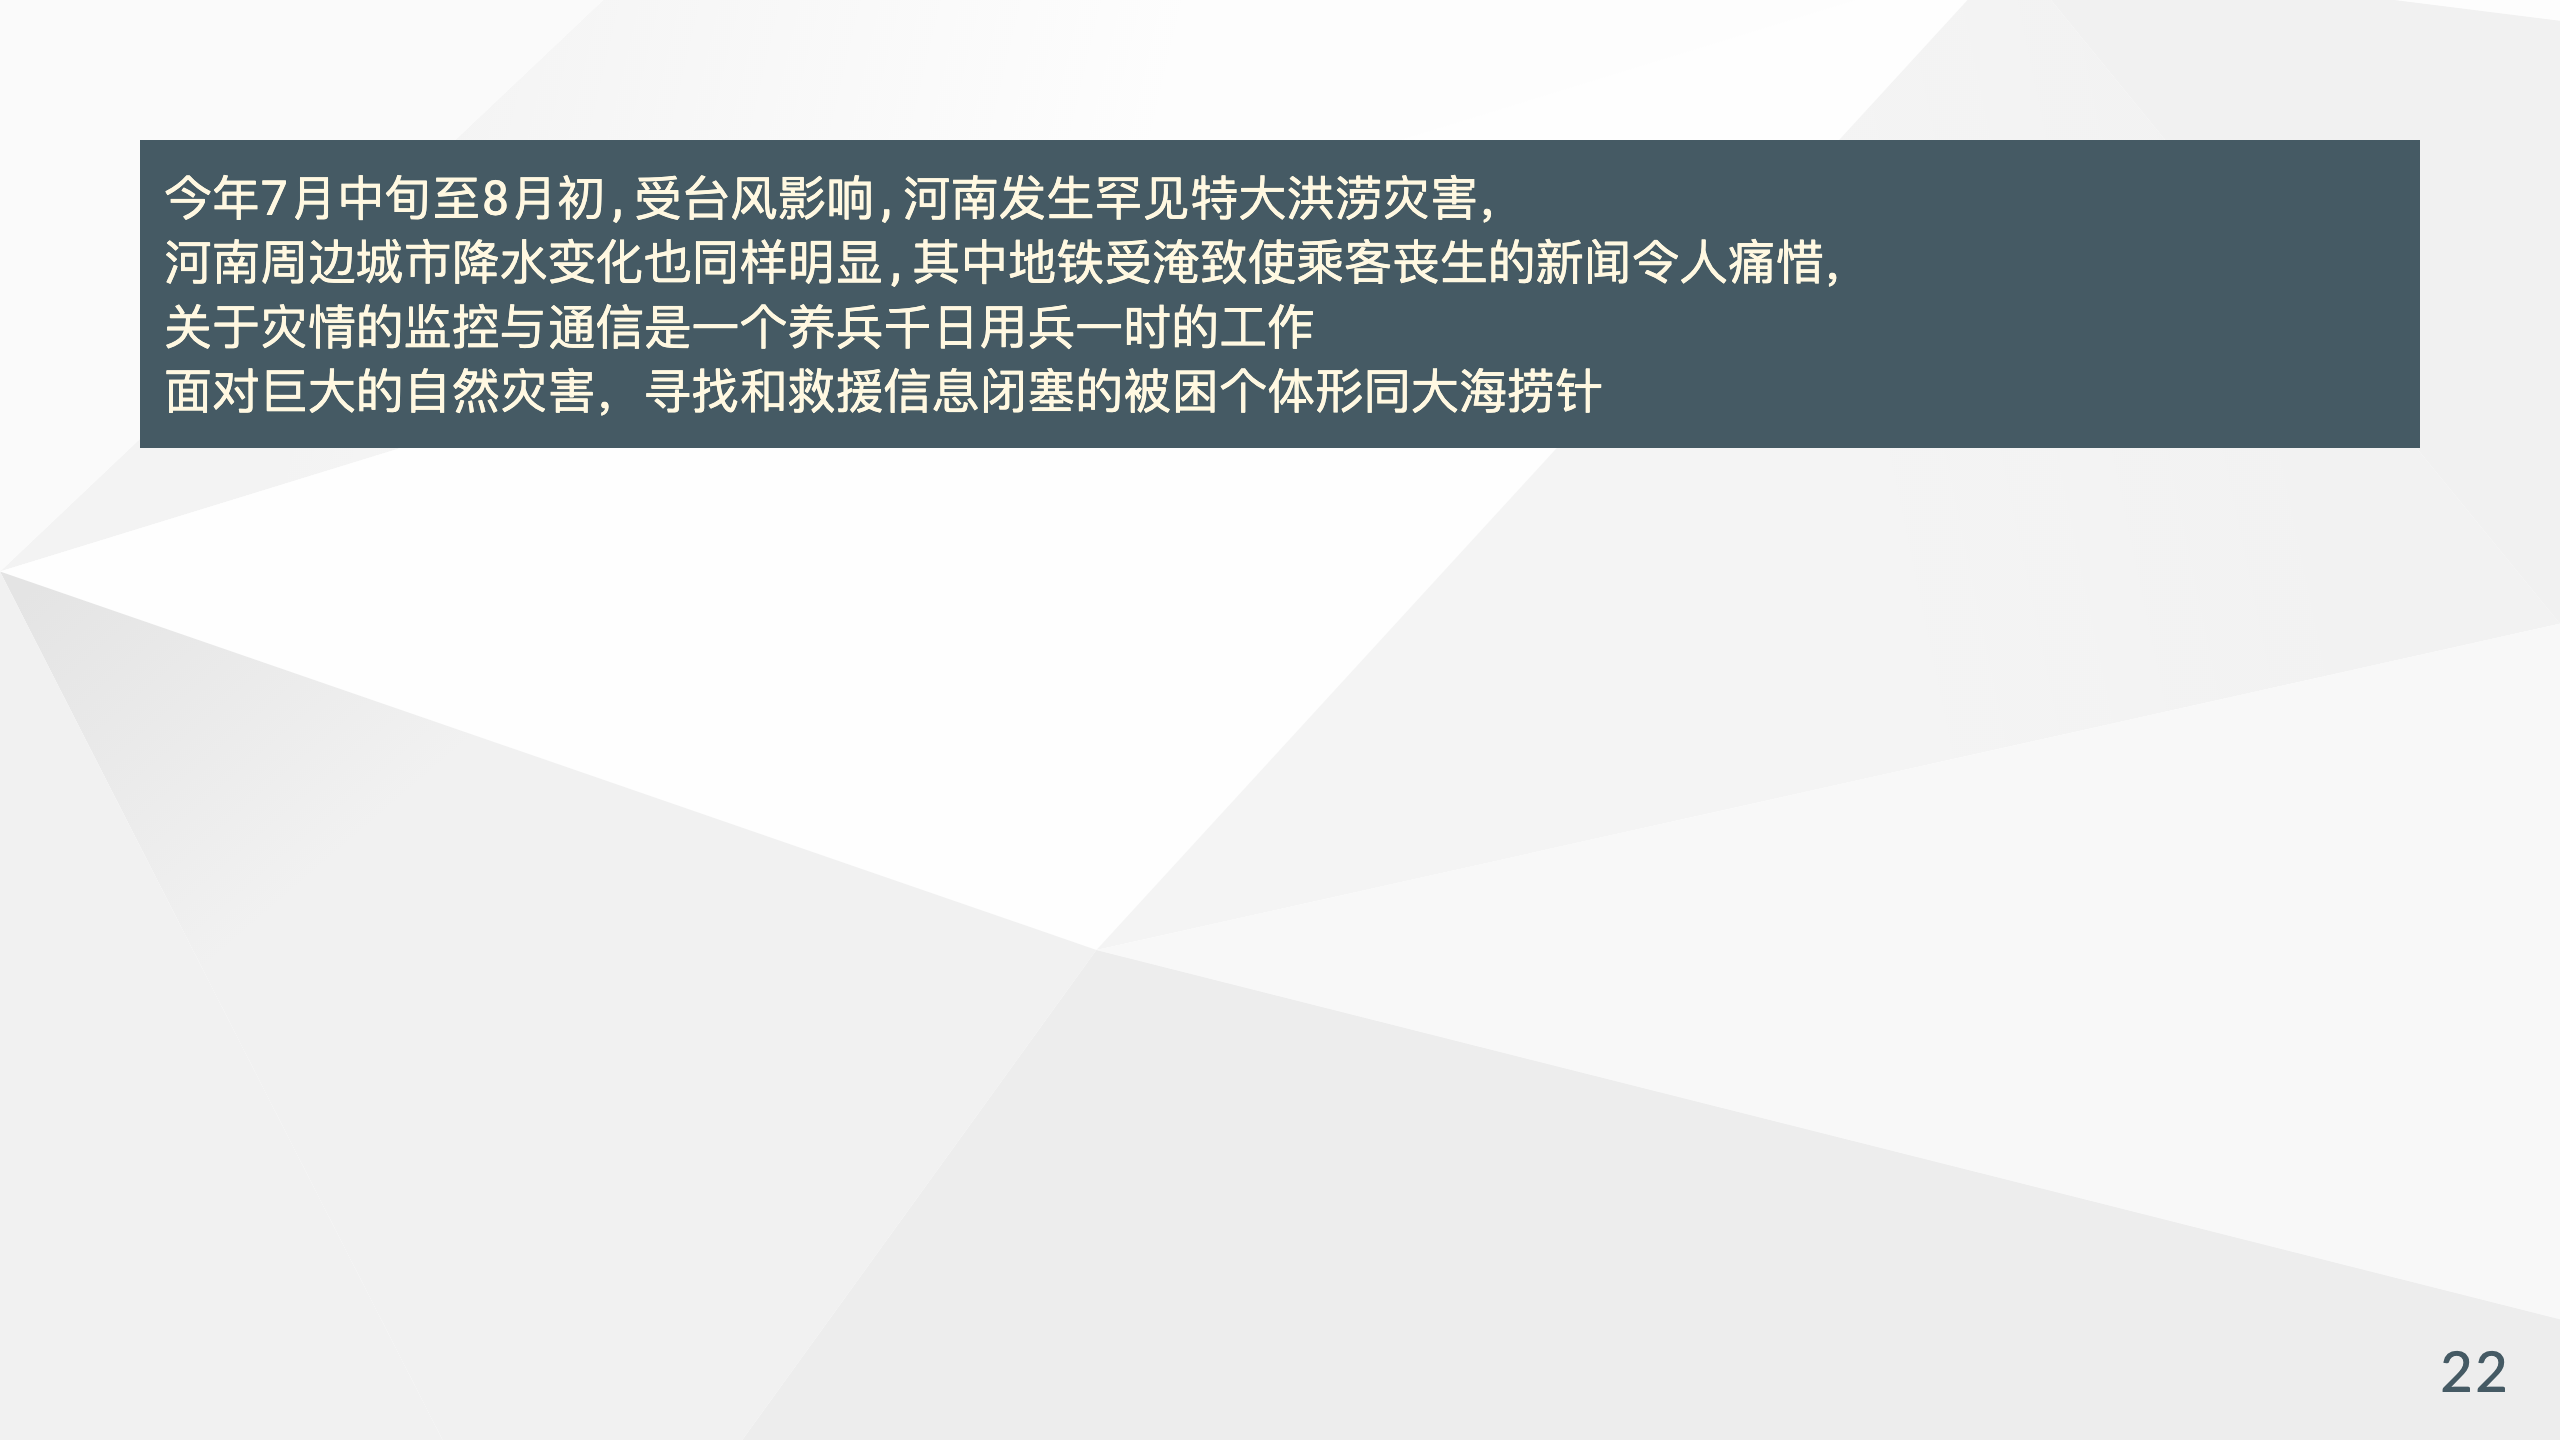 今年7月中旬至8月初,受台风影响,河南发生罕见特大洪涝灾害，
河南周边城市降水变化也同样明显,其中地铁受淹致使乘客丧生的新闻令人痛惜，
关于灾情的监控与通信是一个养兵千日用兵一时的工作
面对巨大的自然灾害，寻找和救援信息闭塞的被困个体形同大海捞针
22